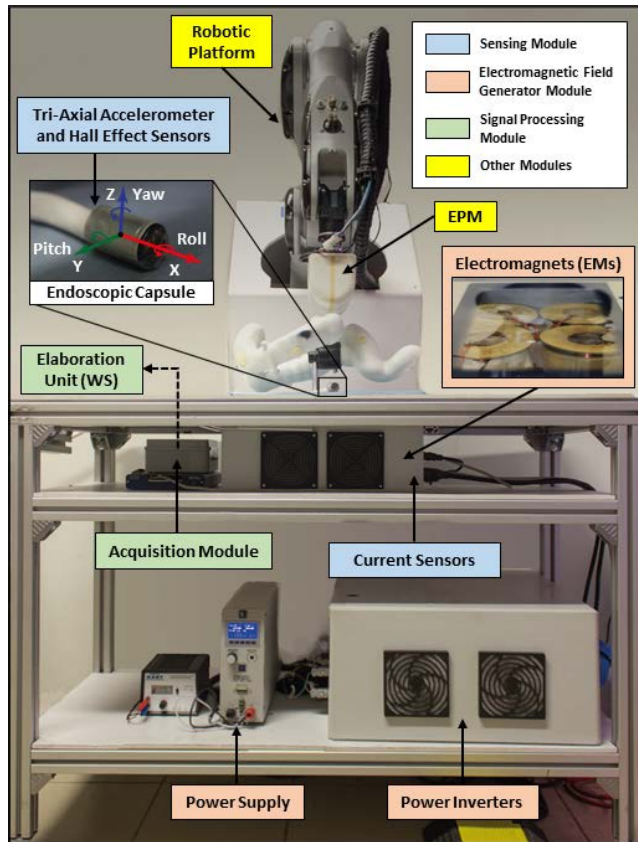 Robotic
Platform
Sensing Module
Electromagnetic Field
Generator Module
Signal Processing
Module
Other Modules
Tri-Axial Accelerometer
and Hall Effect Sensors
Z Yaw
Pitch
Y
Roll
X
Endoscopic Capsule
EPM
Electromagnets (EMs)
Elaboration
Unit (WS)
Acquisition Module
Current Sensors
Power Supply
Power Inverters